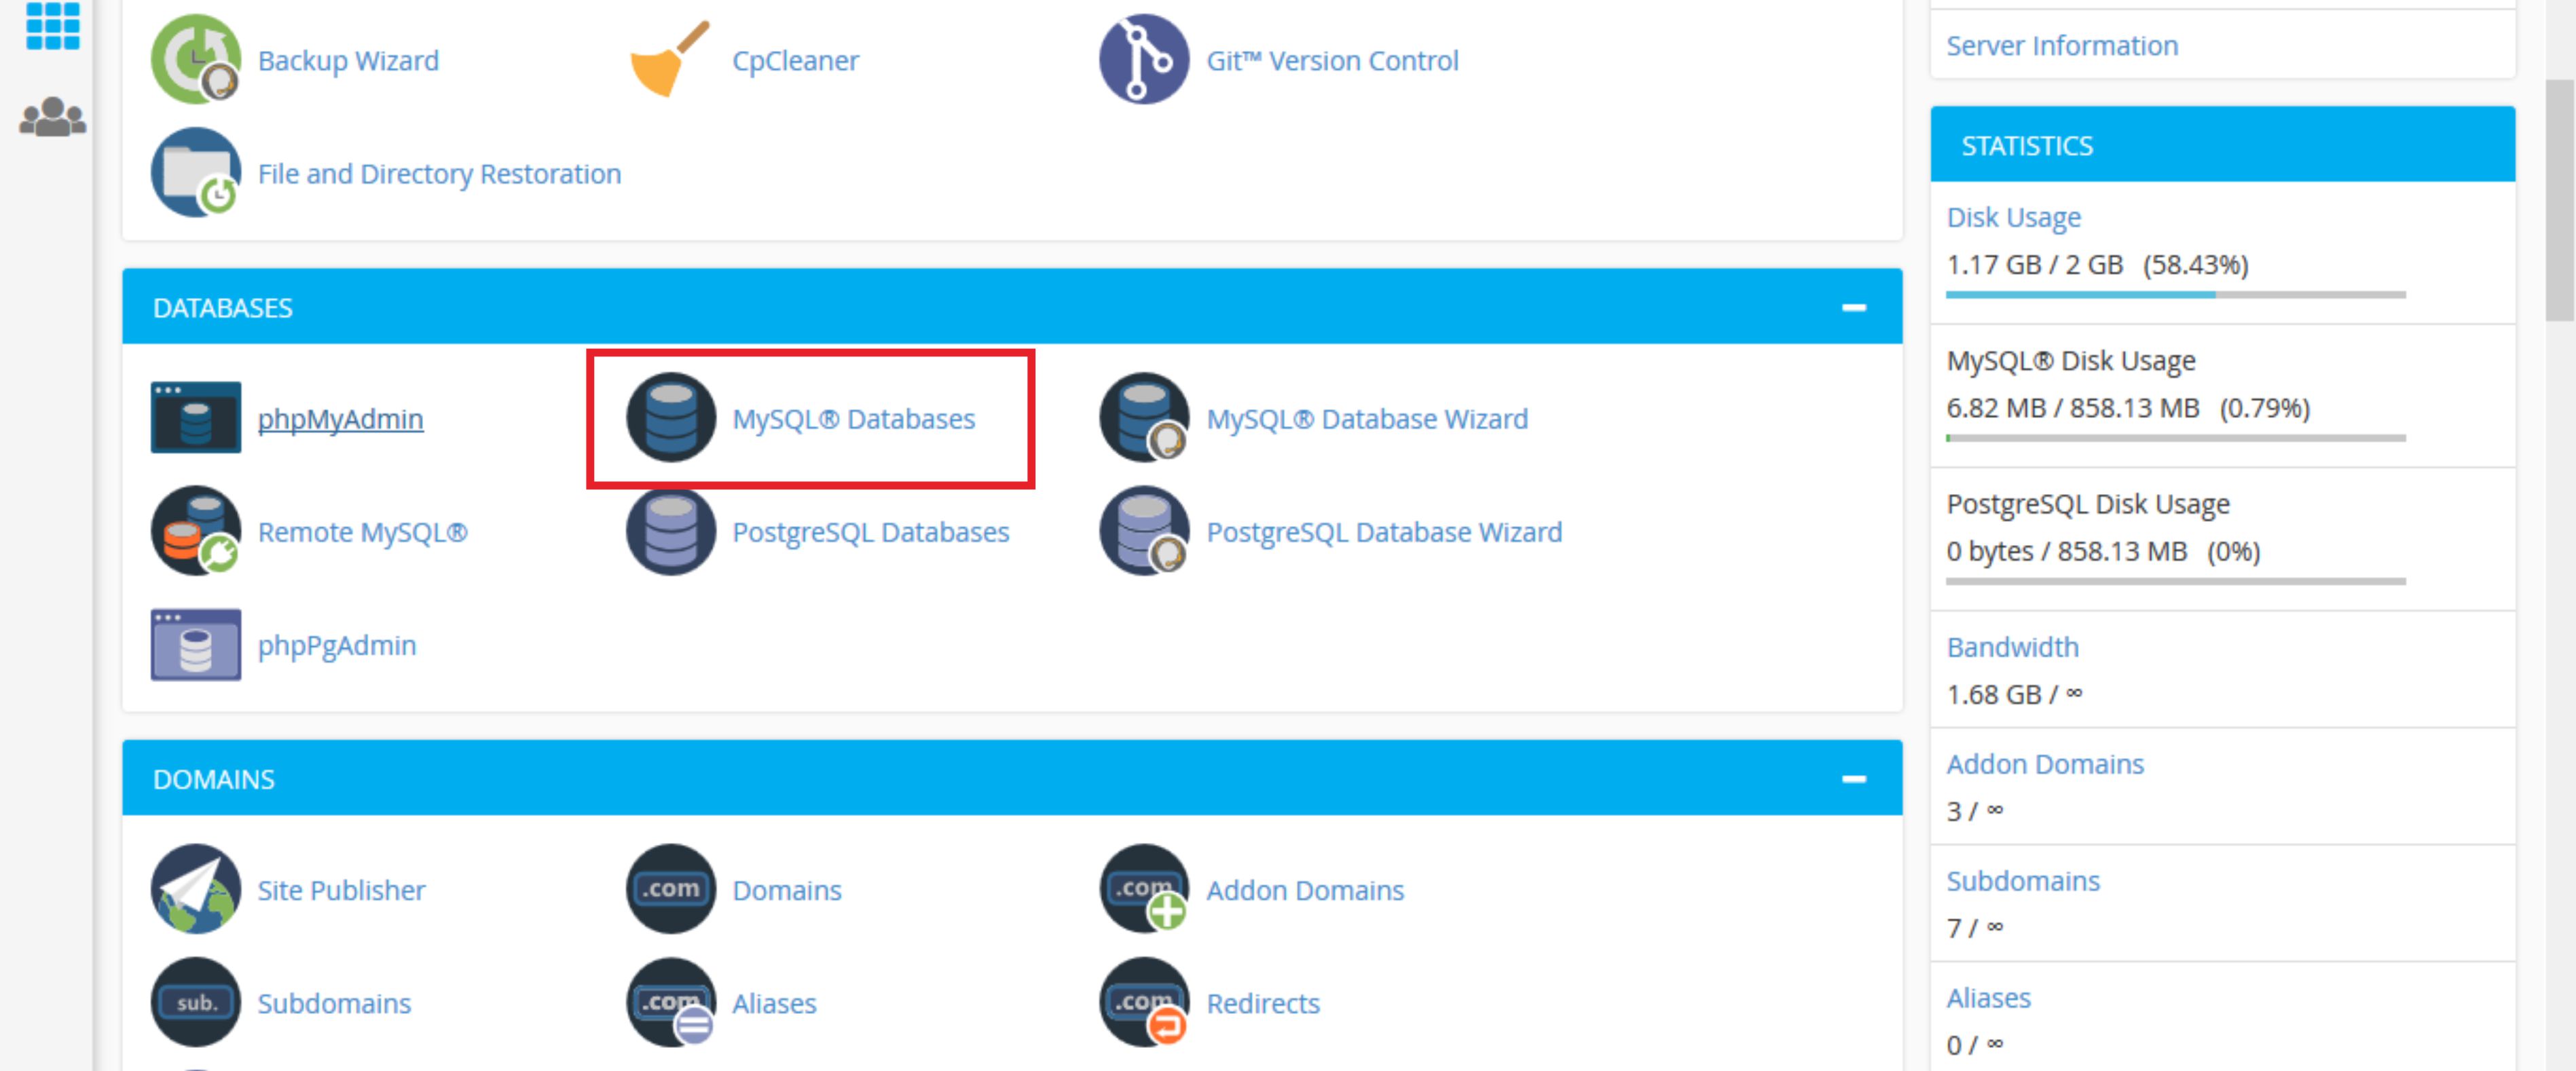 Backup Wizard
CpCleaner
Git™ Version Control
File and Directory Restoration
DATABASES
phpMyAdmin
MySQL® Databases
MySQL® Database Wizard
Remote MySQL®
PostgreSQL Databases
PostgreSQL Database Wizard
phpPgAdmin
DOMAINS
Site Publisher
.com
Domains
.com
Addon Domains
sub.
Subdomains
.com
Aliases
.com
Redirects
Server Information
STATISTICS
Disk Usage
1.17 GB / 2 GB (58.43%)
MySQL® Disk Usage
6.82 MB / 858.13 MB (0.79%)
PostgreSQL Disk Usage
0 bytes / 858.13 MB (0%)
Bandwidth
1.68 GB / ∞
Addon Domains
3 / ∞
Subdomains
7 / ∞
Aliases
0 / ∞